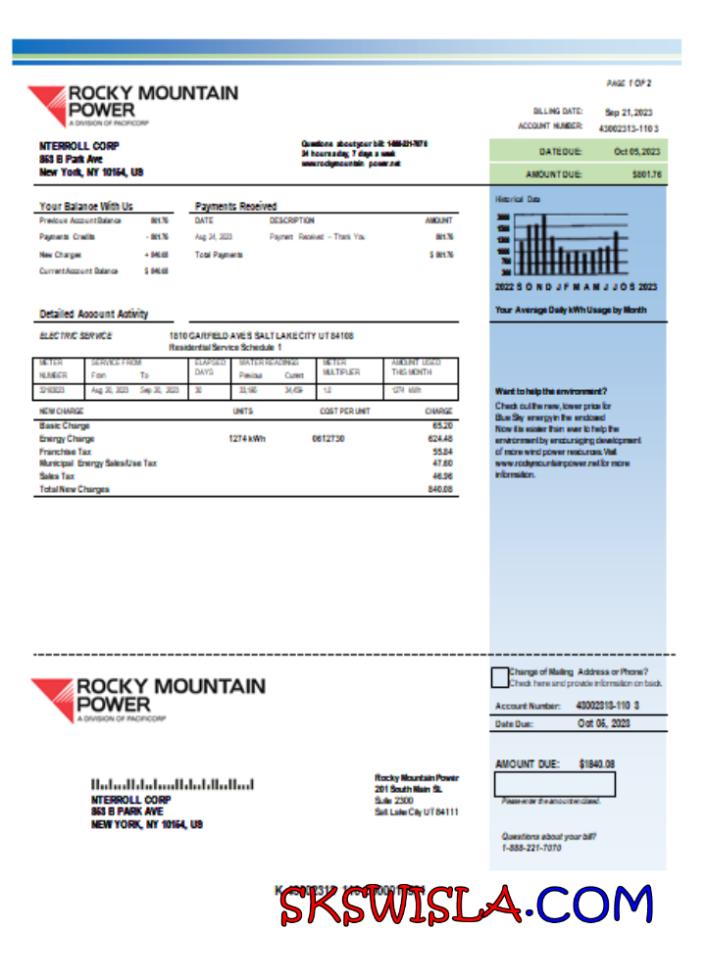 PAGE 1 OF 2
ROCKY MOUNTAIN
POWER
A DIVISION OF PACIFICORP
BILLING DATE: Sep 21, 2023
ACCOUNT NUMBER: 43002313-110 3
NTERROLL CORP
863 B Park Ave
New York, NY 10164, US
Questions about your bill: 1-888-221-7070
24 hours a day, 7 days a week
www.rockymountain power.net
DATE DUE: Oct 05, 2023
AMOUNT DUE: $801.76
Your Balance With Us
Previous Account Balance 801.76
Payments Credits - 801.76
New Charges
Current Account Balance
Payments Received
DATE DESCRIPTION AMOUNT
Aug 24, 2023 Payment Received – Thank You 801.76
Total Payments $ 801.76
Historical Data
2022 S O N D J F M A M J J O S 2023
Your Average Daily kWh Usage by Month
Detailed Account Activity
ELECTRIC SERVICE 1810 GARFIELD AVE S SALT LAKE CITY UT 84108
Residential Service Schedule 1
METER NUMBER SERVICE FROM ELAPSED DAYS WATER READINGS METER MULTIPLIER AMOUNT USED THIS MONTH
From To Previous Current
Aug 20, 2023 Sep 20, 2023 30 1.0 1274 kWh
NEW CHARGE UNITS COST PER UNIT CHARGE
Basic Charge 65.20
Energy Charge 1274 kWh 0612730 624.48
Franchise Tax 55.84
Municipal Energy Sales/Use Tax 47.60
Sales Tax 46.96
Total New Charges 840.08
Want to help the environment?
Check out the new, lower price for
Blue Sky energy in the enclosed
Now it is easier than ever to help the
environment by encouraging development
of more wind power resources. Visit
www.rockymountainpower.net for more
information.
ROCKY MOUNTAIN
POWER
A DIVISION OF PACIFICORP
Change of Mailing Address or Phone?
Check here and provide information on back.
Account Number: 43002313-110 3
Date Due: Oct 05, 2023
AMOUNT DUE: $1840.08
Please enter the amount enclosed.
NTERROLL CORP
863 B PARK AVE
NEW YORK, NY 10164, US
Rocky Mountain Power
201 South Main St.
Suite 2300
Salt Lake City UT 84111
Questions about your bill?
1-888-221-7070
SKSWISLA.COM